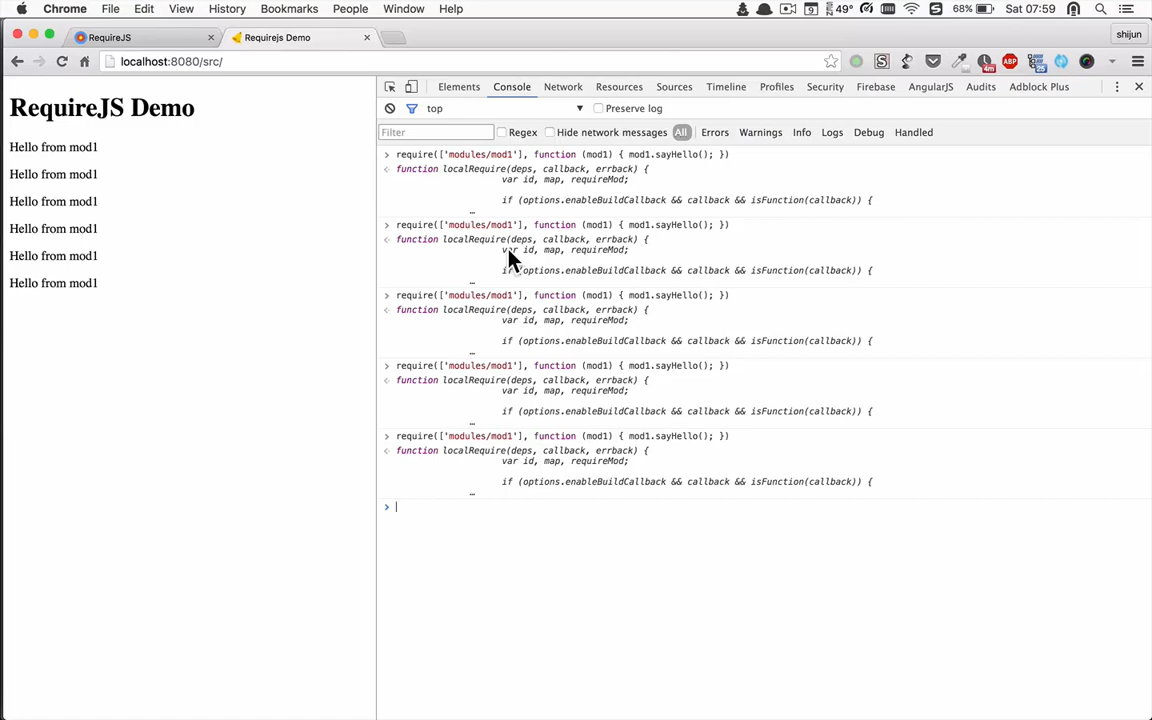 Chrome File Edit View History Bookmarks People Window Help 9 49° 68% Sat 07:59
RequireJS Requirejs Demo shijun
localhost:8080/src/ 4m ABP 25
RequireJS Demo
Hello from mod1
Hello from mod1
Hello from mod1
Hello from mod1
Hello from mod1
Hello from mod1
Elements Console Network Resources Sources Timeline Profiles Security Firebase AngularJS Audits Adblock Plus
top Preserve log
Filter Regex Hide network messages All Errors Warnings Info Logs Debug Handled
> require(['modules/mod1'], function (mod1) { mod1.sayHello(); })
function localRequire(deps, callback, errback) {
var id, map, requireMod;
if (options.enableBuildCallback && callback && isFunction(callback)) {
…
> require(['modules/mod1'], function (mod1) { mod1.sayHello(); })
function localRequire(deps, callback, errback) {
var id, map, requireMod;
if (options.enableBuildCallback && callback && isFunction(callback)) {
…
> require(['modules/mod1'], function (mod1) { mod1.sayHello(); })
function localRequire(deps, callback, errback) {
var id, map, requireMod;
if (options.enableBuildCallback && callback && isFunction(callback)) {
…
> require(['modules/mod1'], function (mod1) { mod1.sayHello(); })
function localRequire(deps, callback, errback) {
var id, map, requireMod;
if (options.enableBuildCallback && callback && isFunction(callback)) {
…
> require(['modules/mod1'], function (mod1) { mod1.sayHello(); })
function localRequire(deps, callback, errback) {
var id, map, requireMod;
if (options.enableBuildCallback && callback && isFunction(callback)) {
…
>